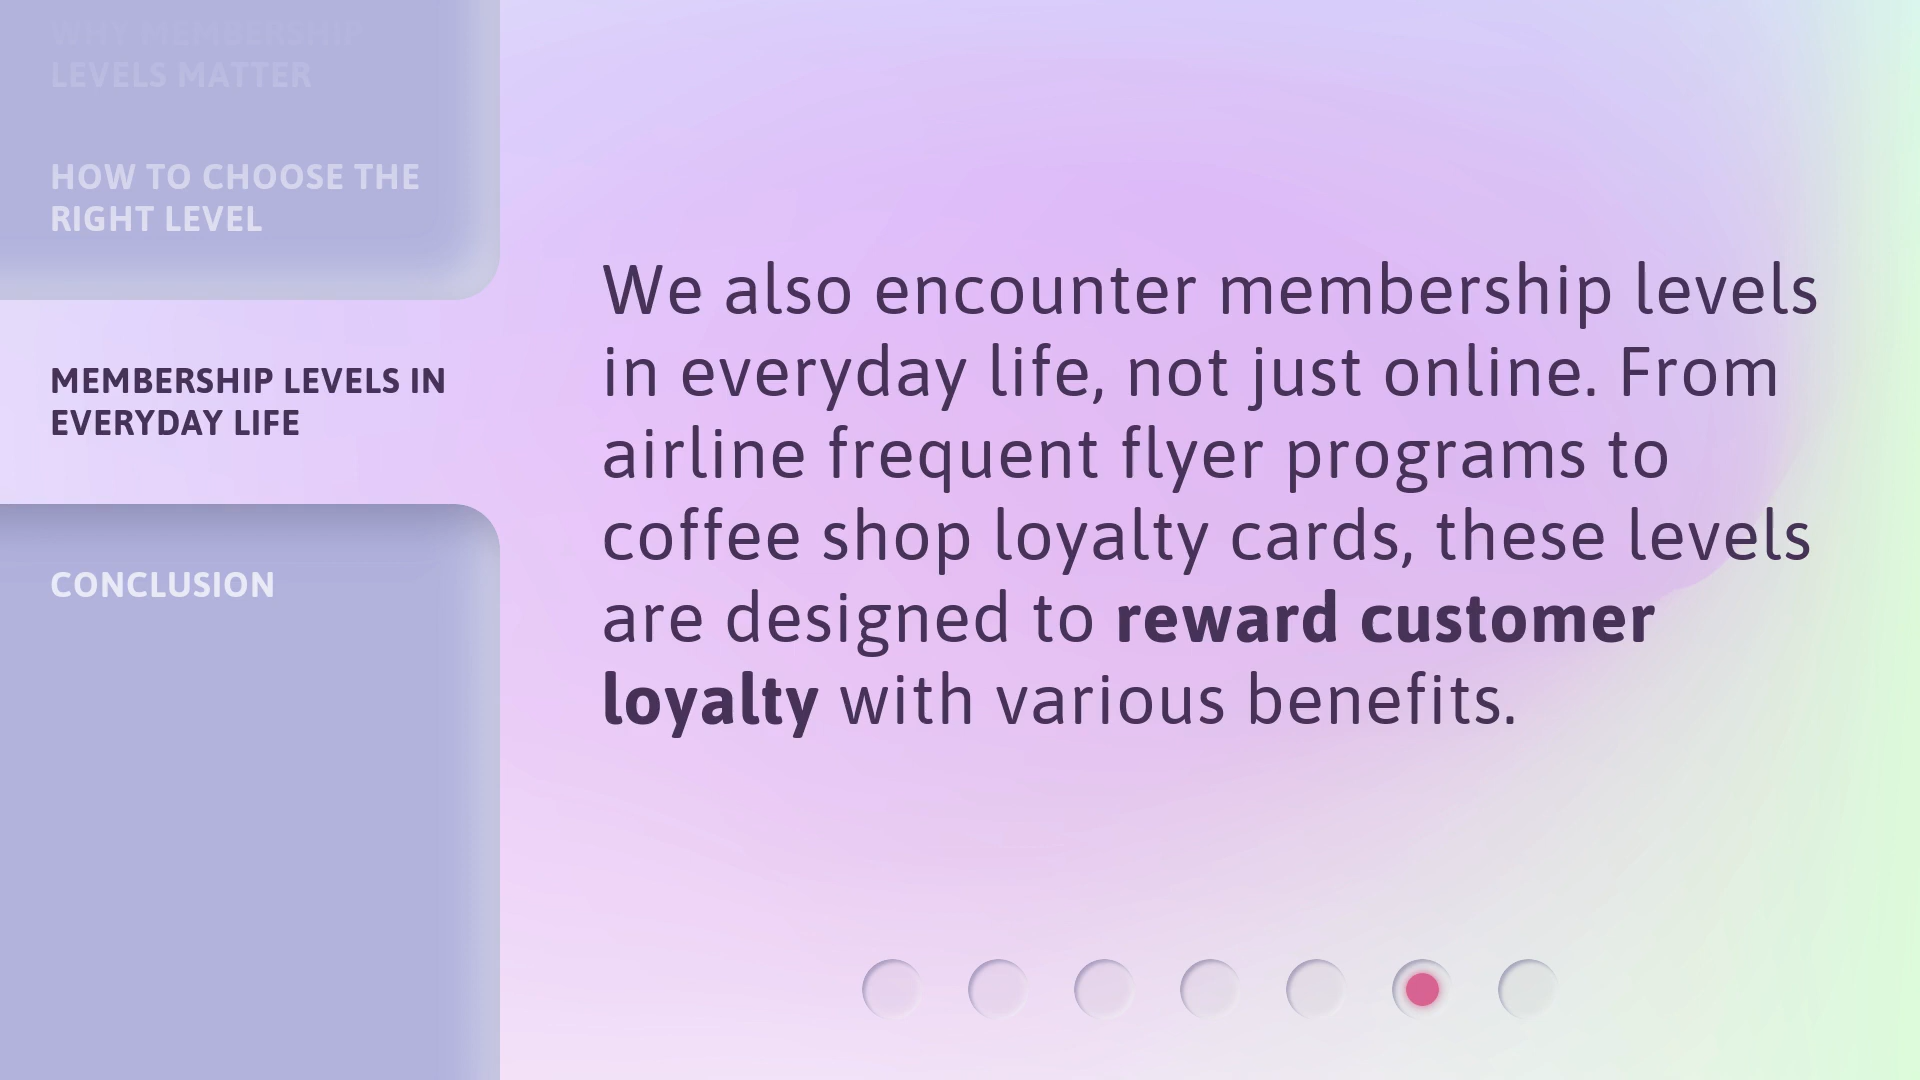 WHY MEMBERSHIP
LEVELS MATTER
HOW TO CHOOSE THE
RIGHT LEVEL
MEMBERSHIP LEVELS IN
EVERYDAY LIFE
CONCLUSION
We also encounter membership levels
in everyday life, not just online. From
airline frequent flyer programs to
coffee shop loyalty cards, these levels
are designed to reward customer
loyalty with various benefits.